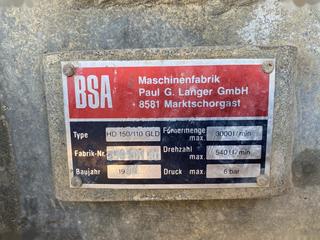 BSA
Maschinenfabrik
Paul G. Langer GmbH
8581 Marktschorgast
Type HD 150/110 GLD Fördermenge max. 3000 l/min
Fabrik-Nr. Drehzahl max. 540 U/min
Baujahr 19 Druck max. 6 bar